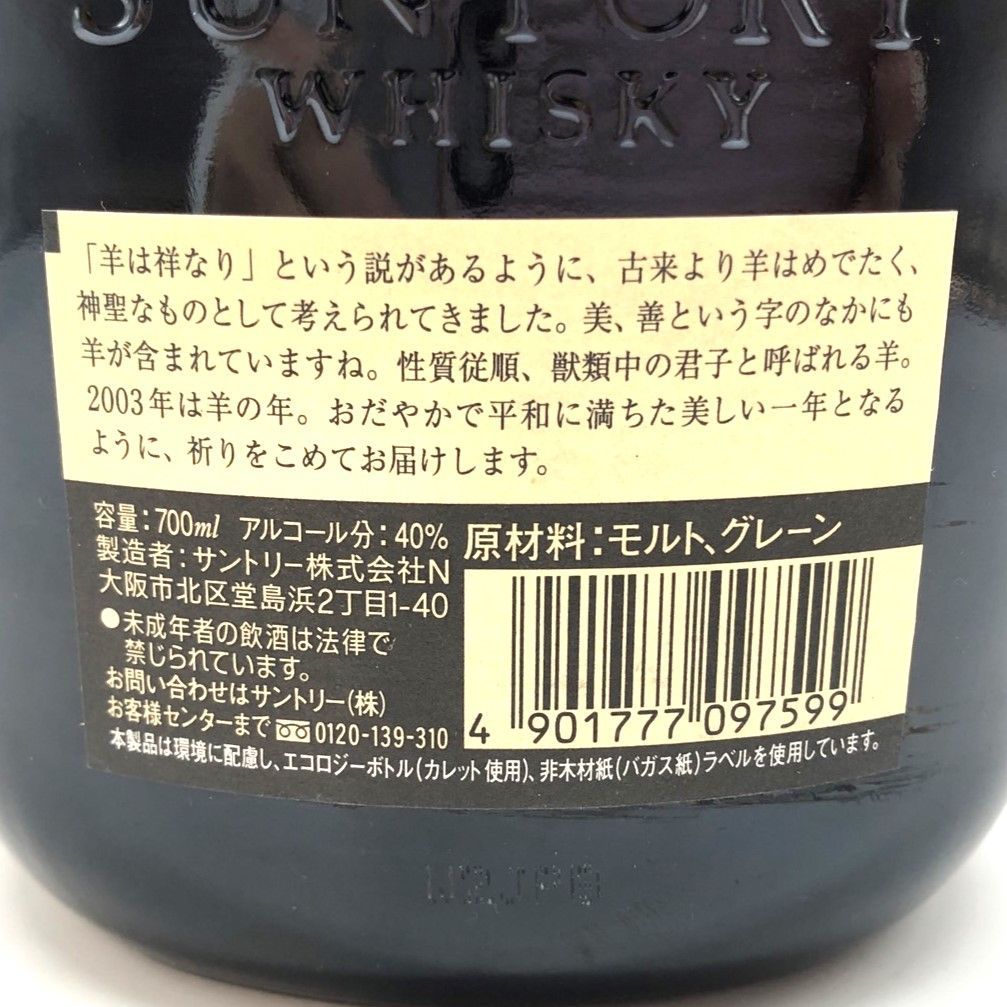 SUNTORY
WHISKY
「羊は祥なり」という説があるように、古来より羊はめでたく、
神聖なものとして考えられてきました。美、善という字のなかにも
羊が含まれていますね。性質従順、獣類中の君子と呼ばれる羊。
2003年は羊の年。おだやかで平和に満ちた美しい一年となる
ように、祈りをこめてお届けします。
容量:700ml アルコール分:40%
製造者:サントリー株式会社N
大阪市北区堂島浜2丁目1-40
●未成年者の飲酒は法律で
禁じられています。
お問い合わせはサントリー(株)
お客様センターまで 0120-139-310
原材料:モルト、グレーン
4 901777 097599
本製品は環境に配慮し、エコロジーボトル(カレット使用)、非木材紙(バガス紙)ラベルを使用しています。